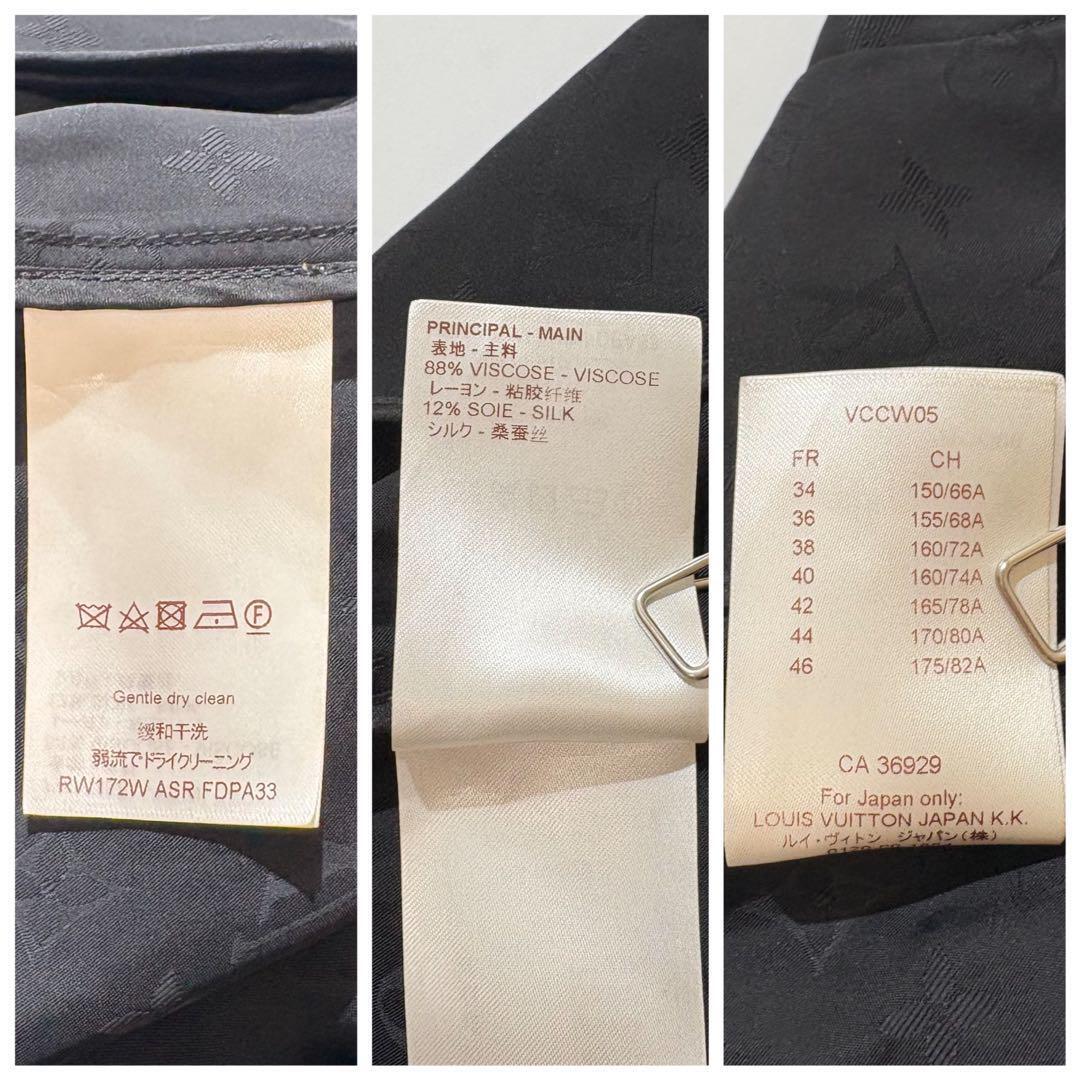 Gentle dry clean
缓和干洗
弱流でドライクリーニング
RW172W ASR FDPA33
PRINCIPAL - MAIN
表地 - 主料
88% VISCOSE - VISCOSE
レーヨン - 粘胶纤维
12% SOIE - SILK
シルク - 桑蚕丝
VCCW05
FR CH
34 150/66A
36 155/68A
38 160/72A
40 160/74A
42 165/78A
44 170/80A
46 175/82A
CA 36929
For Japan only:
LOUIS VUITTON JAPAN K.K.
ルイ・ヴィトン ジャパン(株)